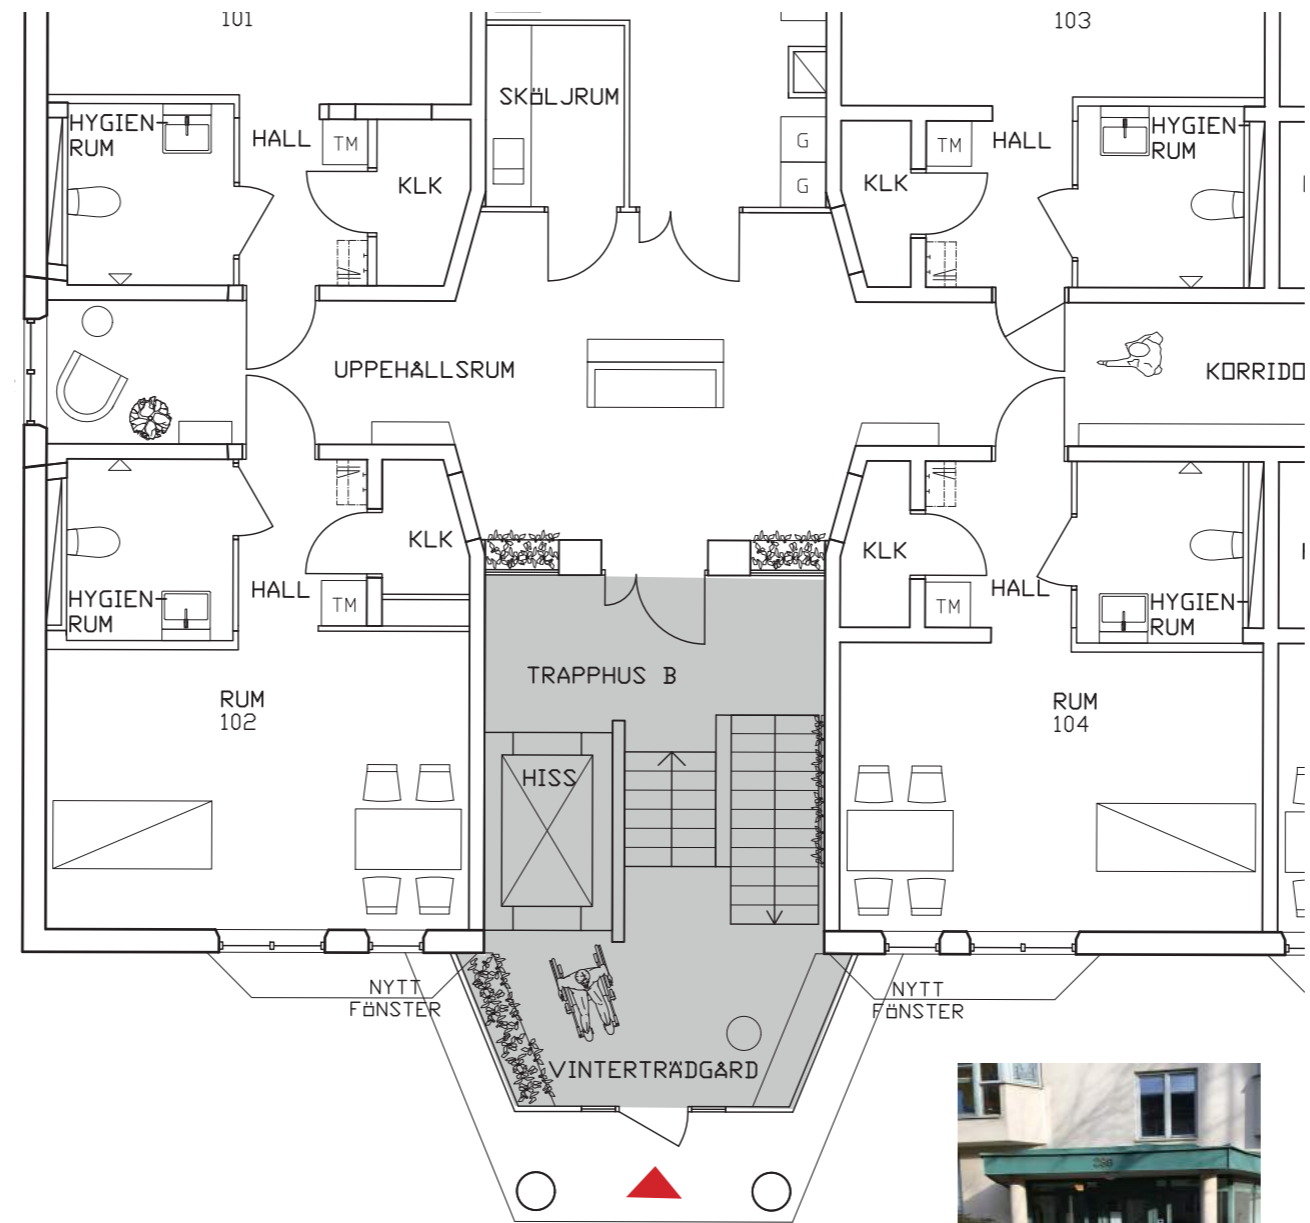 101
103
SKÖLJRUM
HYGIEN-
RUM
HALL
TM
KLK
G
G
KLK
TM
HALL
HYGIEN-
RUM
UPPEHÅLLSRUM
KORRIDO
KLK
HALL
TM
HYGIEN-
RUM
KLK
TM
HALL
HYGIEN-
RUM
RUM
102
TRAPPHUS B
RUM
104
HISS
NYTT
FÖNSTER
NYTT
FÖNSTER
VINTERTRÄDGÅRD